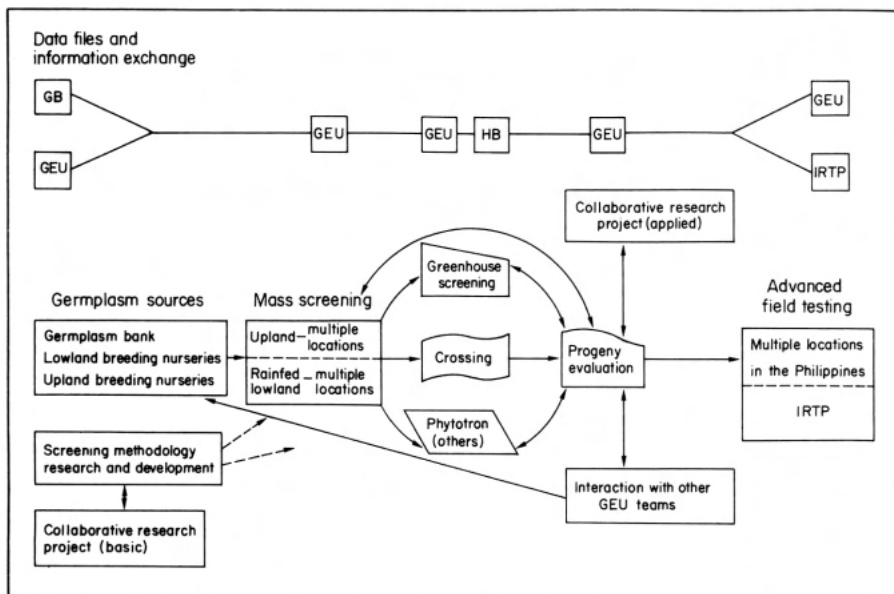 Data files and
information exchange
GB
GEU
GEU
GEU
HB
GEU
GEU
IRTP
Collaborative research
project (applied)
Greenhouse
screening
Germplasm sources
Mass screening
Advanced
field testing
Germplasm bank
Lowland breeding nurseries
Upland breeding nurseries
Upland — multiple
locations
Rainfed — multiple
lowland locations
Crossing
Progeny
evaluation
Multiple locations
in the Philippines
IRTP
Phytotron
(others)
Screening methodology
research and development
Interaction with other
GEU teams
Collaborative research
project (basic)